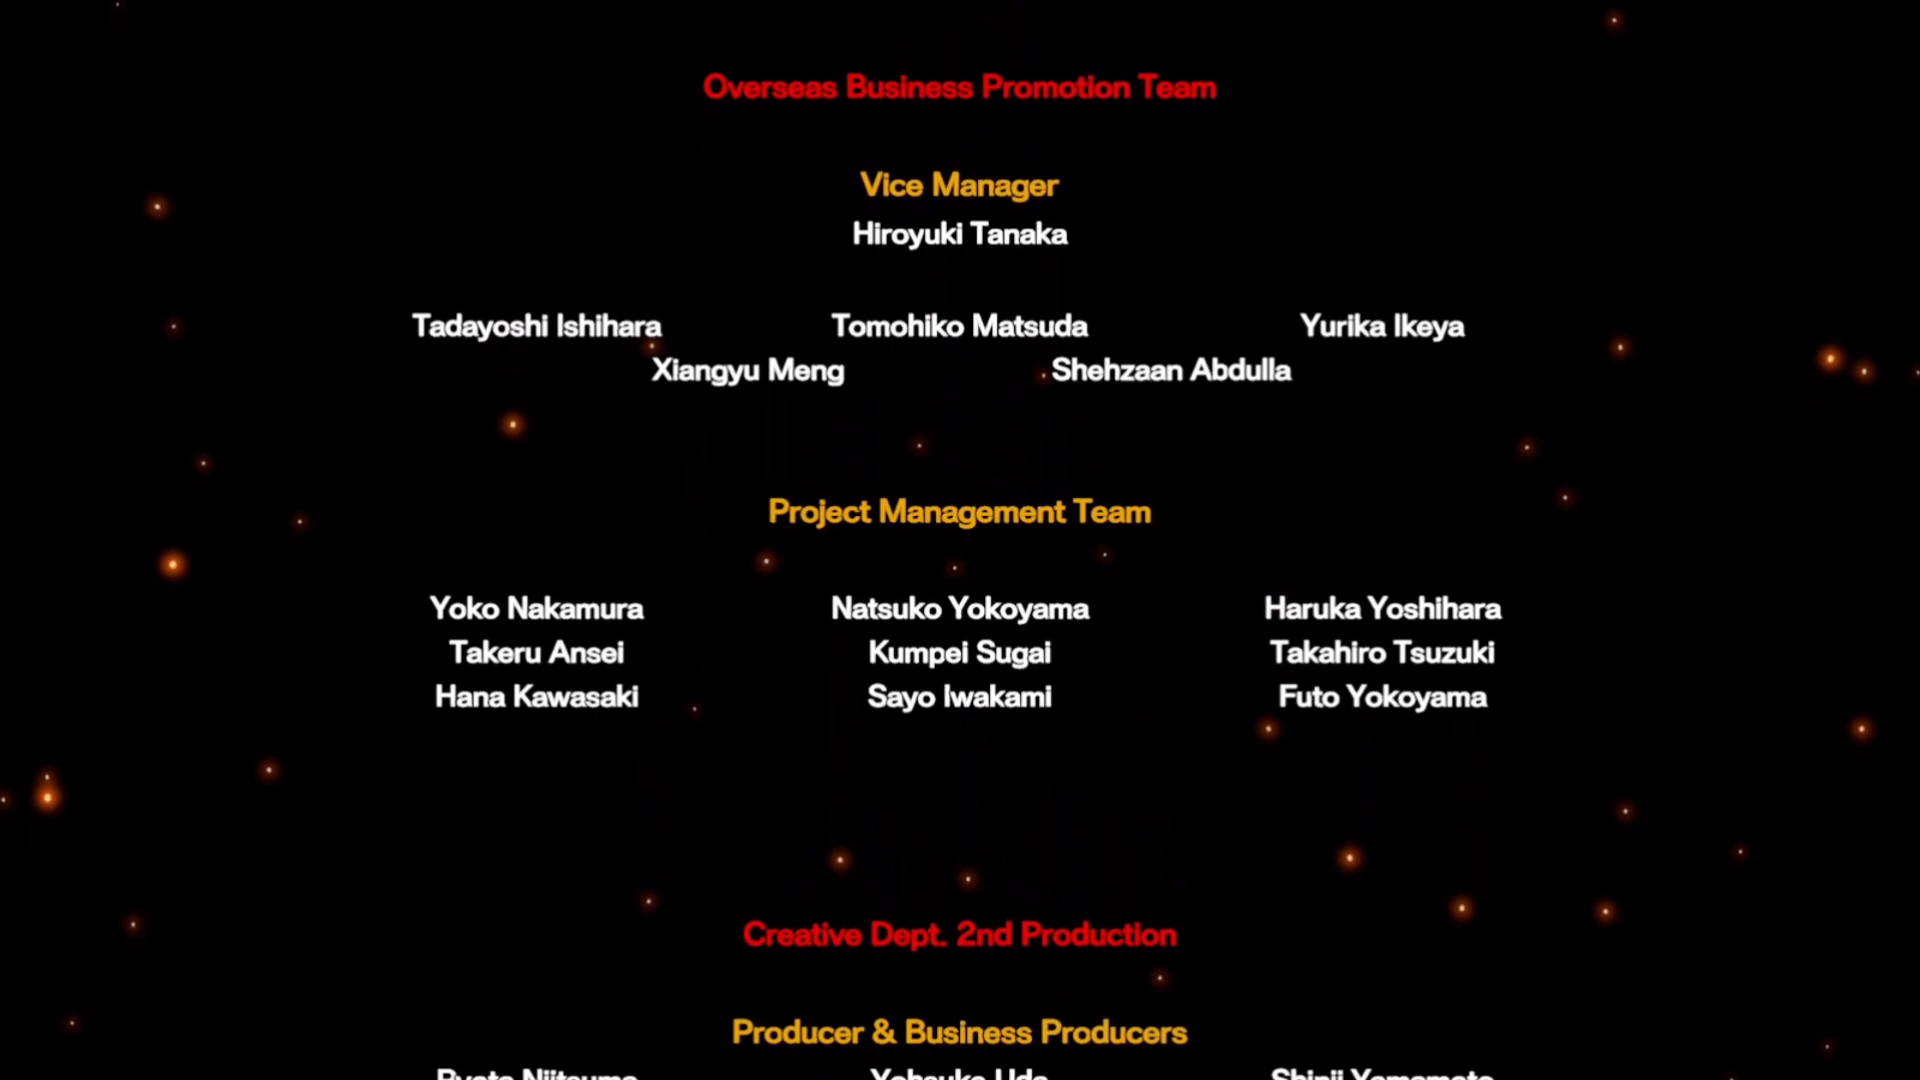 Overseas Business Promotion Team
Vice Manager
Hiroyuki Tanaka
Tadayoshi Ishihara Tomohiko Matsuda Yurika Ikeya
Xiangyu Meng Shehzaan Abdulla
Project Management Team
Yoko Nakamura Natsuko Yokoyama Haruka Yoshihara
Takeru Ansei Kumpei Sugai Takahiro Tsuzuki
Hana Kawasaki Sayo Iwakami Futo Yokoyama
Creative Dept. 2nd Production
Producer & Business Producers
Shinji Yamamoto